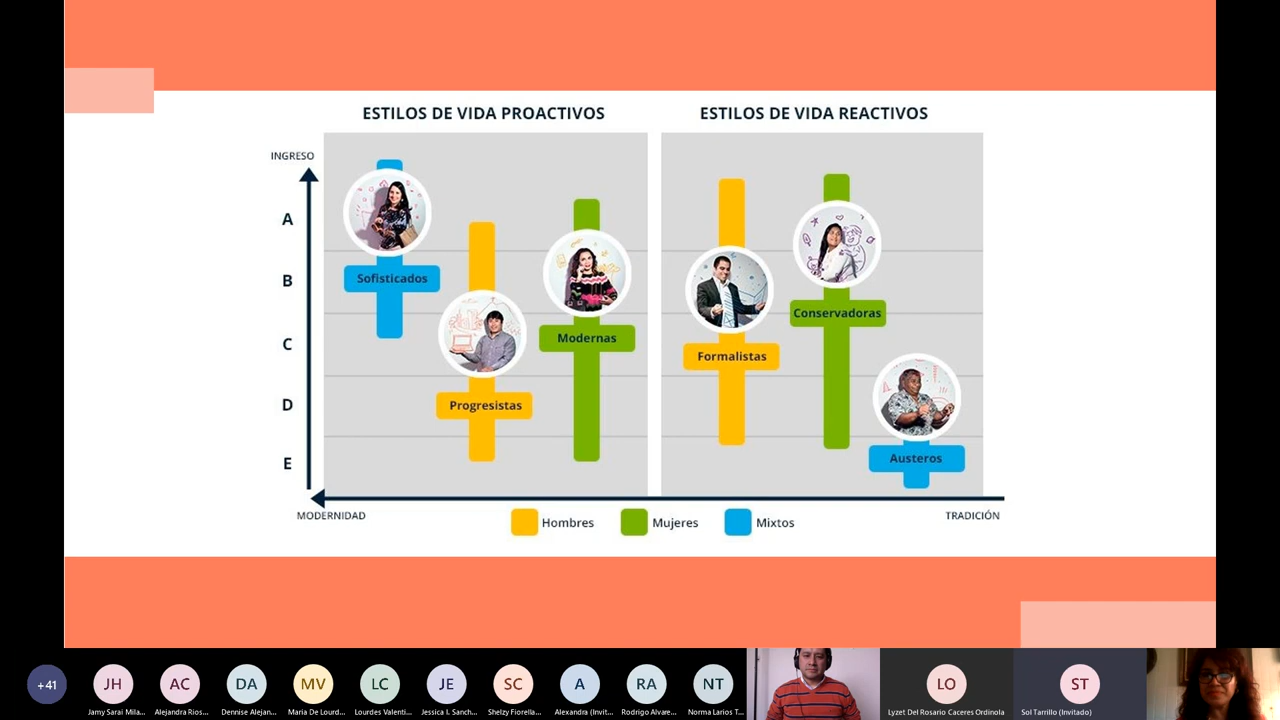 ESTILOS DE VIDA PROACTIVOS
ESTILOS DE VIDA REACTIVOS
INGRESO
A
B
C
D
E
Sofisticados
Progresistas
Modernas
Formalistas
Conservadoras
Austeros
MODERNIDAD
TRADICIÓN
Hombres
Mujeres
Mixtos
+41
JH
AC
DA
MV
LC
JE
SC
A
RA
NT
LO
ST
Jamy Sarai Mila...
Alejandra Rios...
Dennise Alejan...
Maria De Lourd...
Lourdes Valenti...
Jessica I. Sanch...
Shelzy Fiorella...
Alexandra (Invit...
Rodrigo Alvare...
Norma Larios T...
Lyzet Del Rosario Caceres Ordinola
Sol Tarrillo (Invitado)